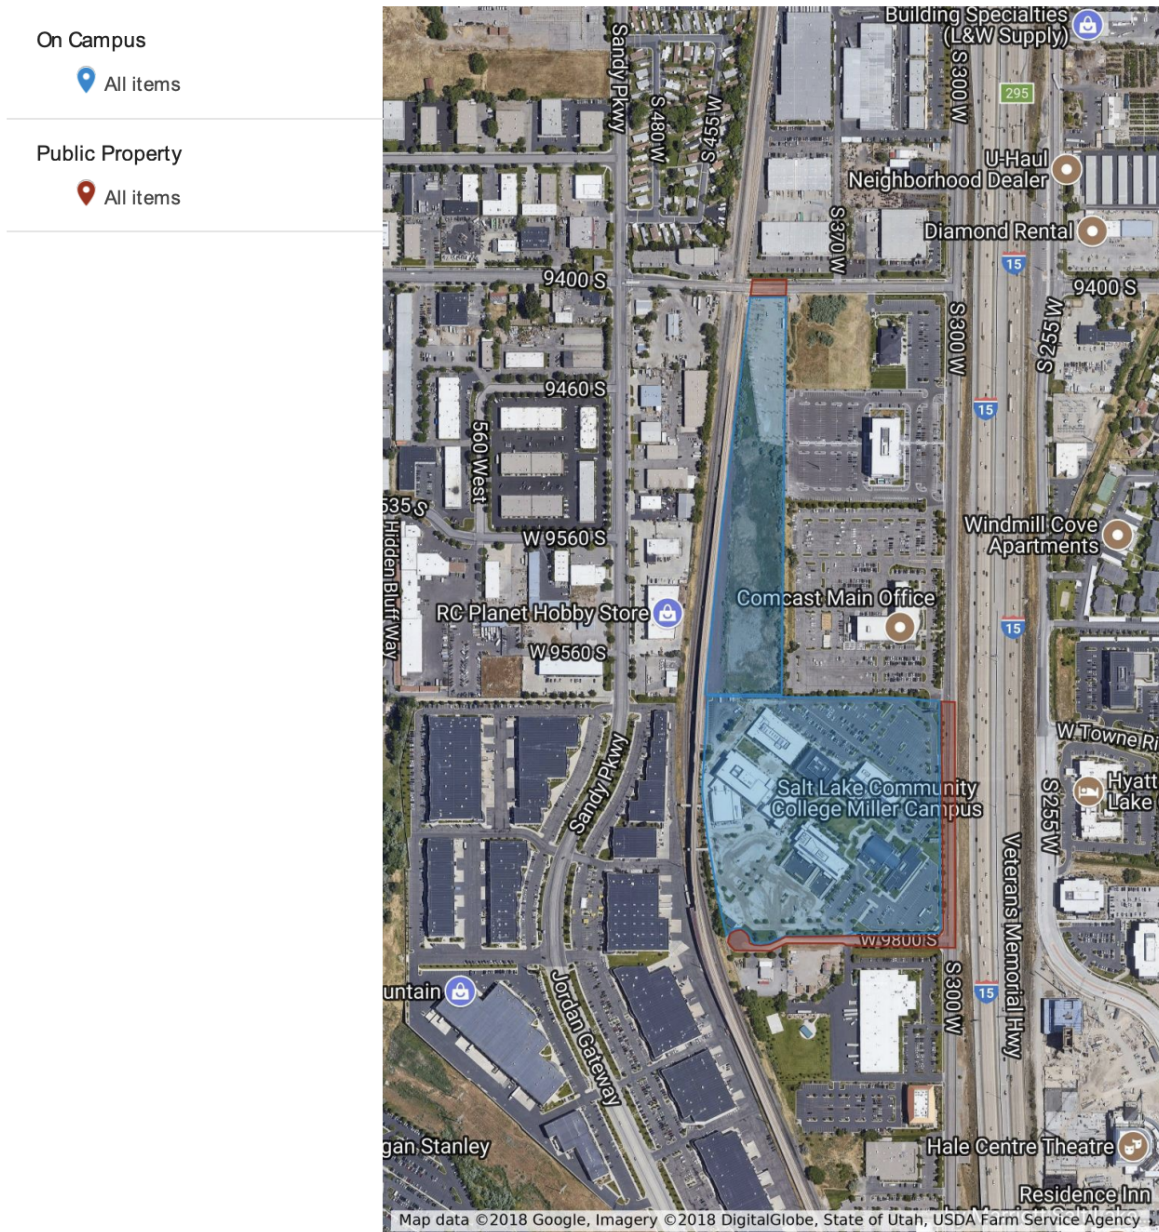 On Campus
All items
Public Property
All items
Building Specialties
(L&W Supply)
Sandy Pkwy
S 480 W
S 455 W
S 300 W
295
U-Haul
Neighborhood Dealer
S 370 W
Diamond Rental
15
9400 S
9400 S
S 300 W
S 255 W
9460 S
15
560 West
535 S
W 9560 S
Windmill Cove
Apartments
Hidden Bluff Way
RC Planet Hobby Store
Comcast Main Office
15
W 9560 S
Sandy Pkwy
W Towne Ri
Salt Lake Community
College Miller Campus
Hyatt
Lake
S 255 W
Veterans Memorial Hwy
W 9800 S
untain
Jordan Gateway
S 300 W
15
gan Stanley
Hale Centre Theatre
Residence Inn
Map data ©2018 Google, Imagery ©2018 DigitalGlobe, State of Utah, USDA Farm Service Agency